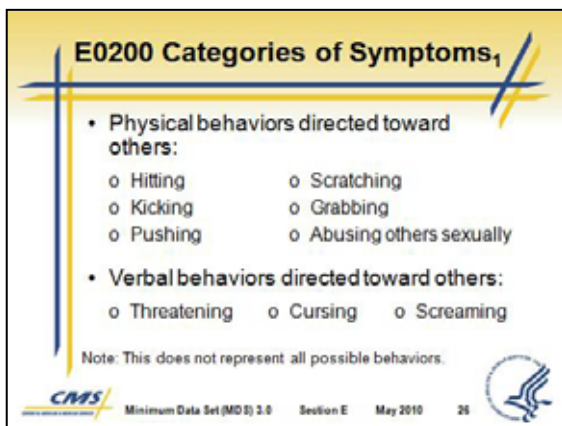 E0200 Categories of Symptoms1
• Physical behaviors directed toward
others:
o Hitting o Scratching
o Kicking o Grabbing
o Pushing o Abusing others sexually
• Verbal behaviors directed toward others:
o Threatening o Cursing o Screaming
Note: This does not represent all possible behaviors.
CMS Minimum Data Set (MDS) 3.0 Section E May 2010 26